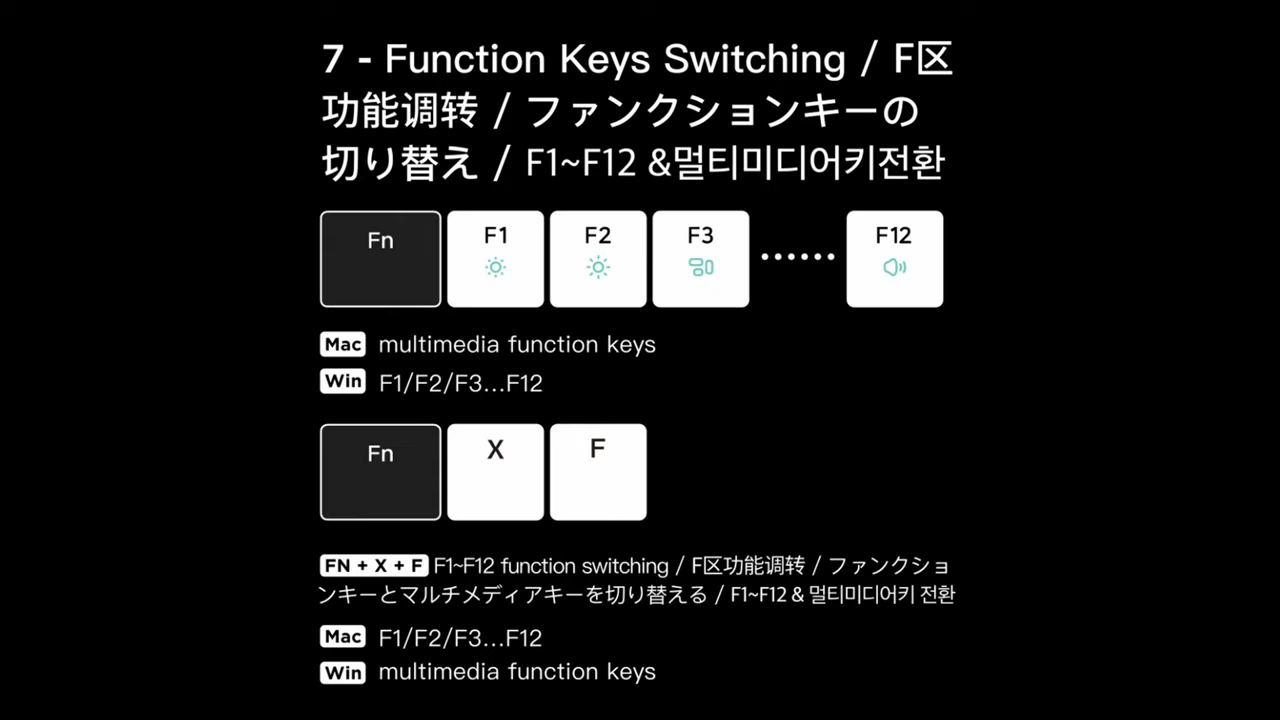 7 - Function Keys Switching / F区
功能调转 / ファンクションキーの
切り替え / F1~F12 &멀티미디어키전환
Fn F1 F2 F3 ······· F12
Mac multimedia function keys
Win F1/F2/F3...F12
Fn X F
FN + X + F F1~F12 function switching / F区功能调转 / ファンクショ
ンキーとマルチメディアキーを切り替える / F1~F12 & 멀티미디어키 전환
Mac F1/F2/F3...F12
Win multimedia function keys